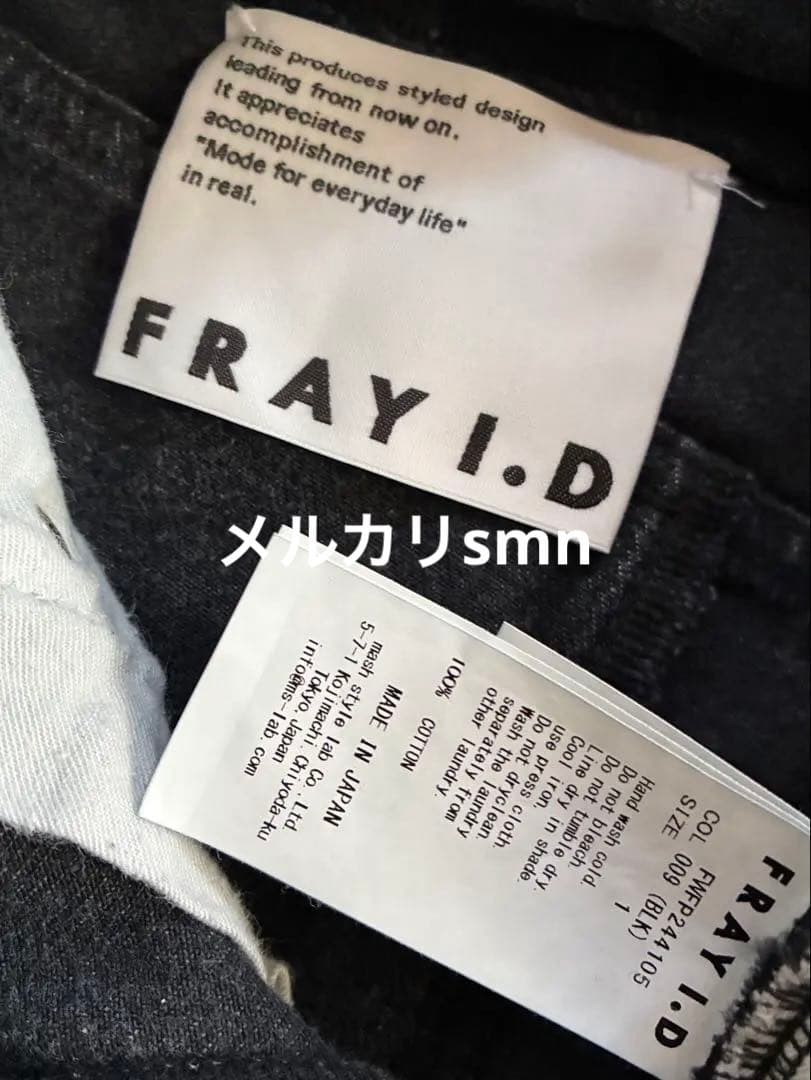 This produces styled design
leading from now on.
It appreciates
accomplishment of
"Mode for everyday life"
in real.
FRAY I.D
メルカリsmn
FRAY I.D
FWFP244105
COL 009 (BLK)
SIZE 1
Hand wash cold.
Do not bleach.
Do not tumble dry.
Line dry in shade.
Cool iron.
use press cloth.
Do not dryclean.
Wash the laundry
separately from
other laundry.
100% COTTON
MADE IN JAPAN
mash style lab Co. Ltd
5-7-1 Kojimachi. Chiyoda-ku
Tokyo. Japan
info@ms-lab.com